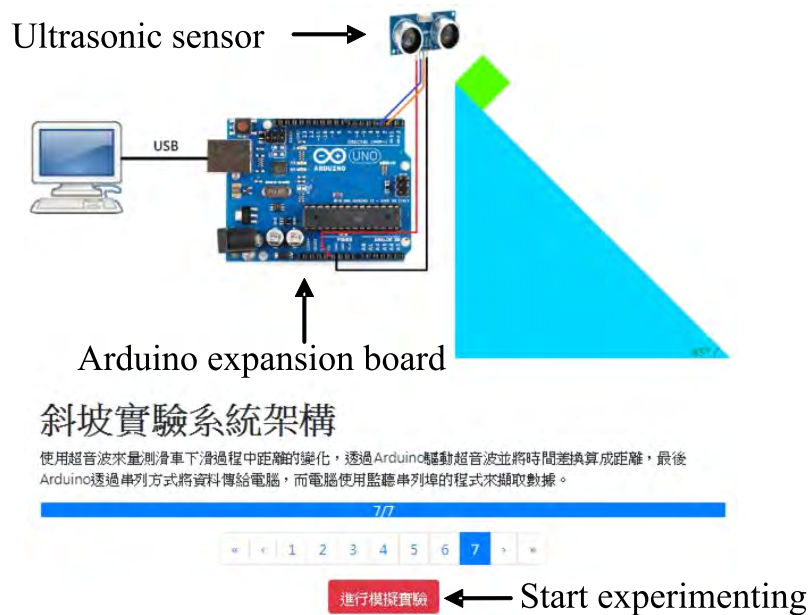 Ultrasonic sensor
USB
UNO
ARDUINO
Arduino expansion board
45°
斜坡實驗系統架構
使用超音波來量測滑車下滑過程中距離的變化，透過Arduino驅動超音波並將時間差換算成距離，最後
Arduino透過串列方式將資料傳給電腦，而電腦使用監聽串列埠的程式來擷取數據。
7/7
« ‹ 1 2 3 4 5 6 7 › »
進行模擬實驗
Start experimenting